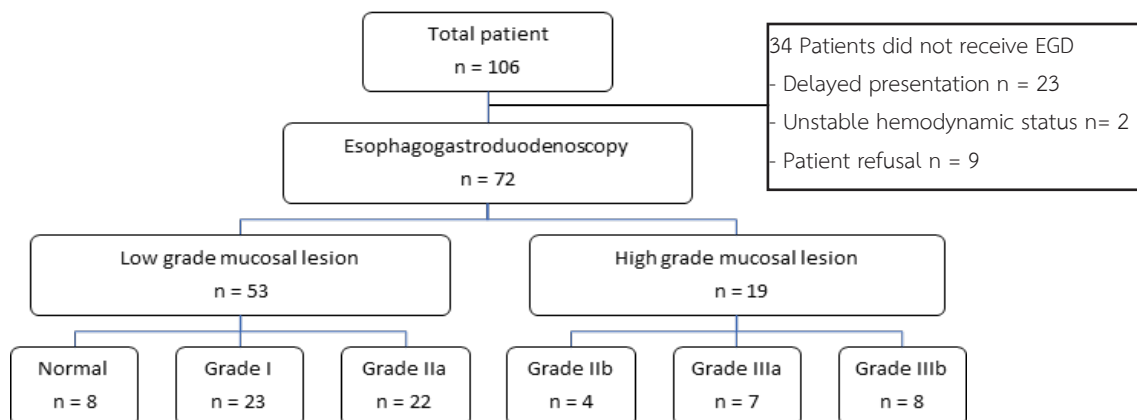 Total patient
n = 106
34 Patients did not receive EGD
- Delayed presentation n = 23
- Unstable hemodynamic status n= 2
- Patient refusal n = 9
Esophagogastroduodenoscopy
n = 72
Low grade mucosal lesion
n = 53
High grade mucosal lesion
n = 19
Normal
n = 8
Grade I
n = 23
Grade IIa
n = 22
Grade IIb
n = 4
Grade IIIa
n = 7
Grade IIIb
n = 8